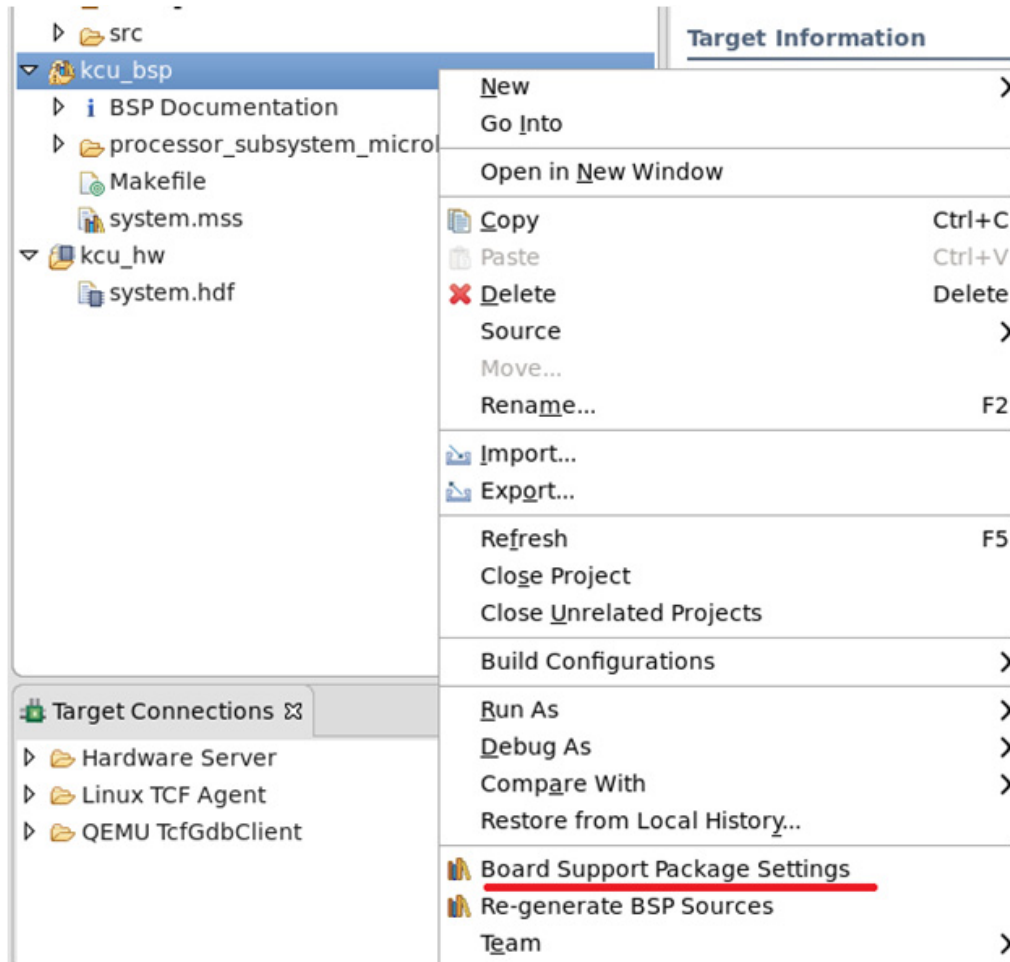 src
kcu_bsp
BSP Documentation
Makefile
system.mss
kcu_hw
system.hdf
Target Connections
Hardware Server
Linux TCF Agent
QEMU TcfGdbClient
Target Information
New
Go Into
Open in New Window
Copy Ctrl+C
Paste Ctrl+V
Delete Delete
Source
Move...
Rename... F2
Import...
Export...
Refresh F5
Close Project
Close Unrelated Projects
Build Configurations
Run As
Debug As
Compare With
Restore from Local History...
Board Support Package Settings
Re-generate BSP Sources
Team